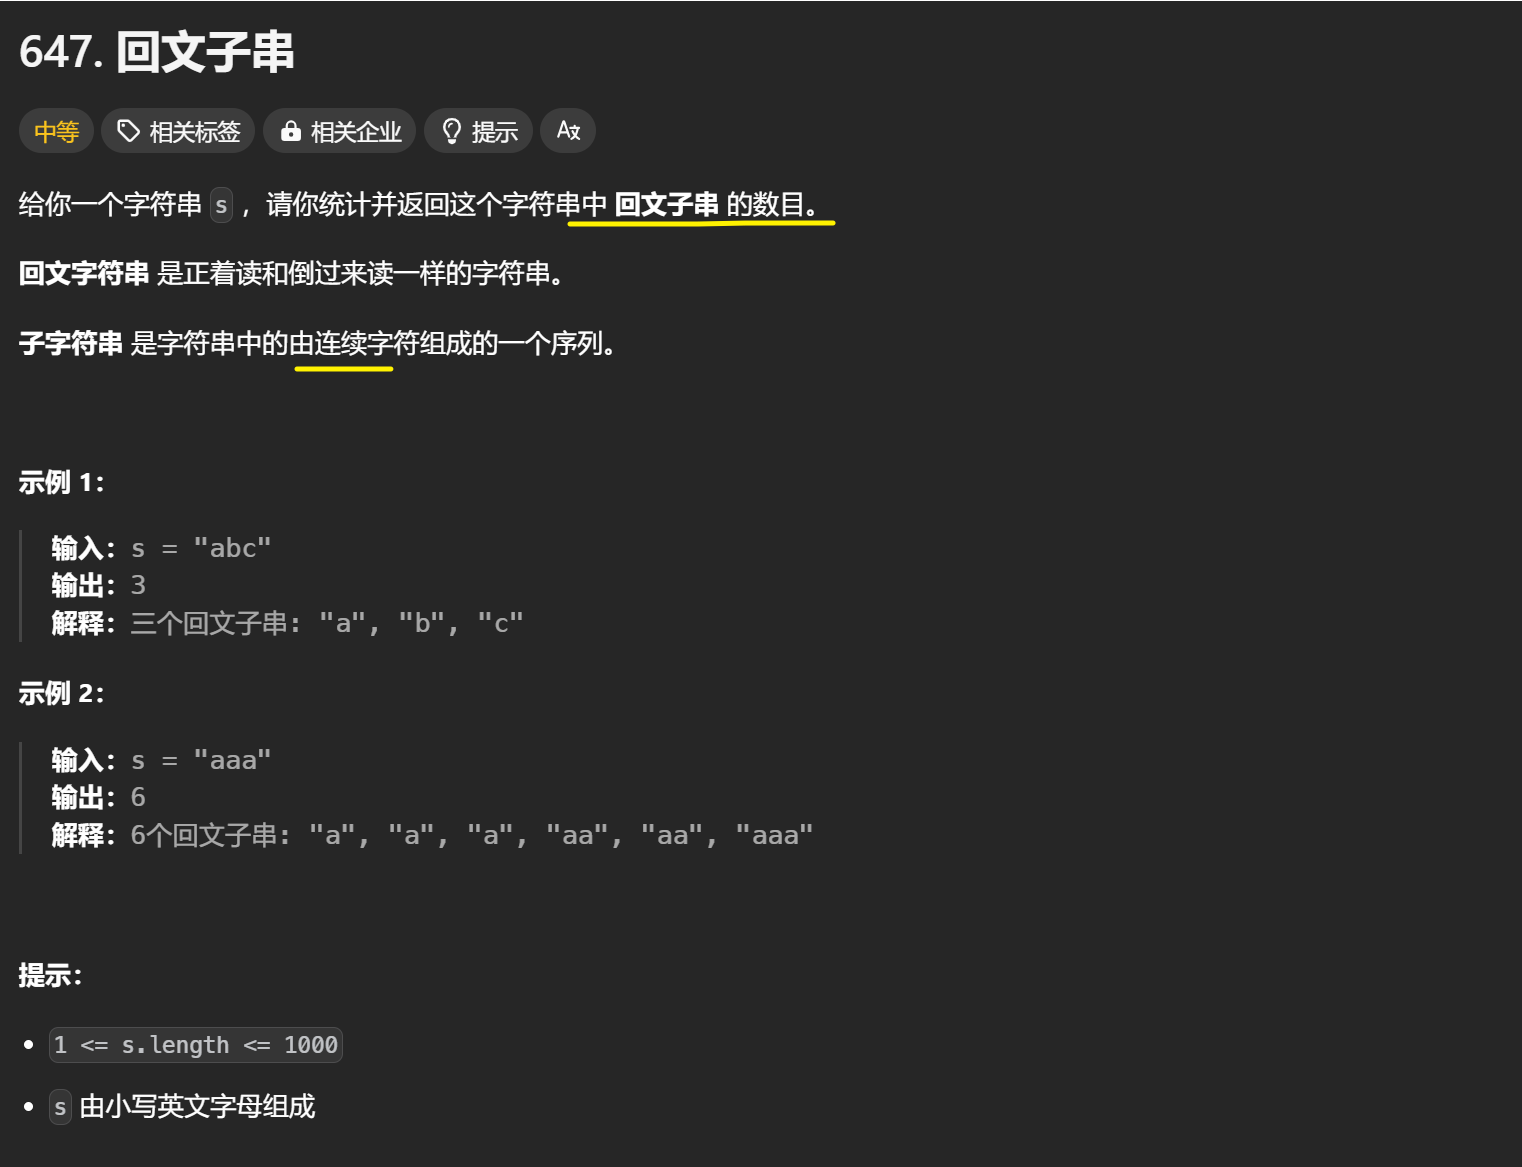 647. 回文子串
中等 相关标签 相关企业 提示 Aあ
给你一个字符串 s ，请你统计并返回这个字符串中 回文子串 的数目。
回文字符串 是正着读和倒过来读一样的字符串。
子字符串 是字符串中的由连续字符组成的一个序列。
示例 1：
输入：s = "abc"
输出：3
解释：三个回文子串: "a", "b", "c"
示例 2：
输入：s = "aaa"
输出：6
解释：6个回文子串: "a", "a", "a", "aa", "aa", "aaa"
提示：
1 <= s.length <= 1000
s 由小写英文字母组成